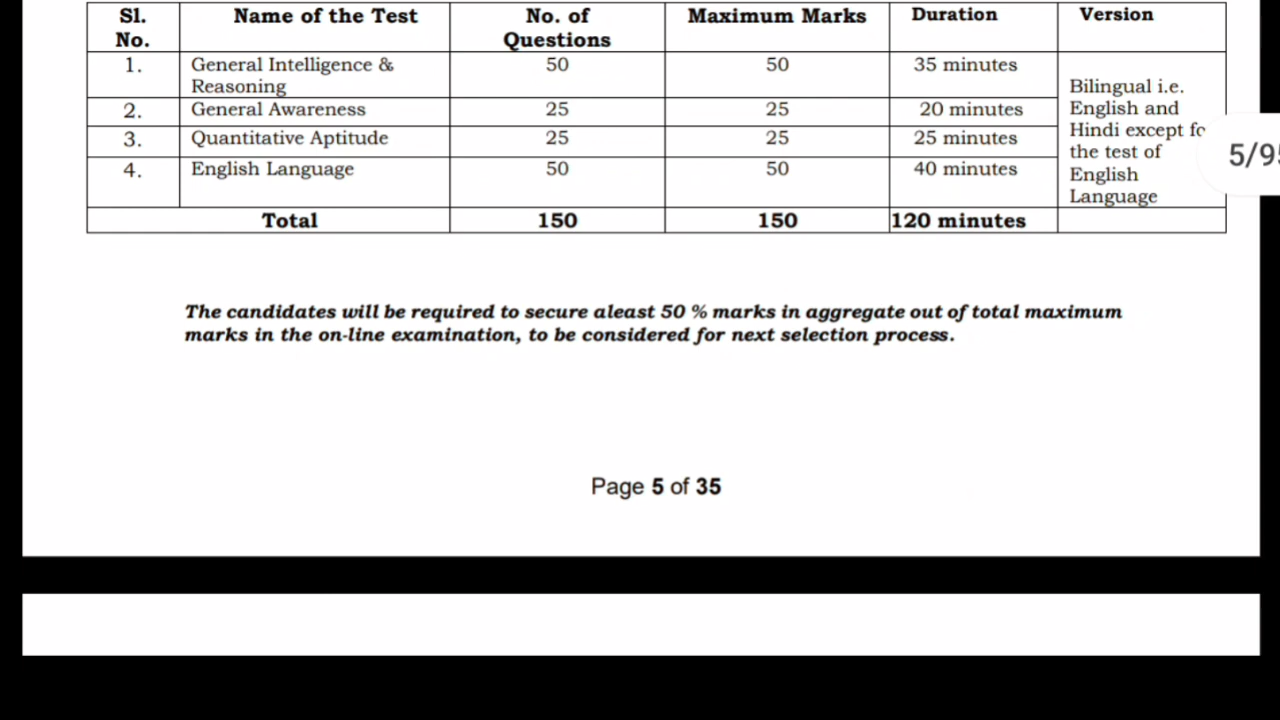 Sl. No. Name of the Test No. of Questions Maximum Marks Duration Version
1. General Intelligence & Reasoning 50 50 35 minutes
2. General Awareness 25 25 20 minutes
3. Quantitative Aptitude 25 25 25 minutes
4. English Language 50 50 40 minutes
Bilingual i.e.
English and
Hindi except
the test of
English
Language
Total 150 150 120 minutes
5/95
The candidates will be required to secure aleast 50 % marks in aggregate out of total maximum
marks in the on-line examination, to be considered for next selection process.
Page 5 of 35